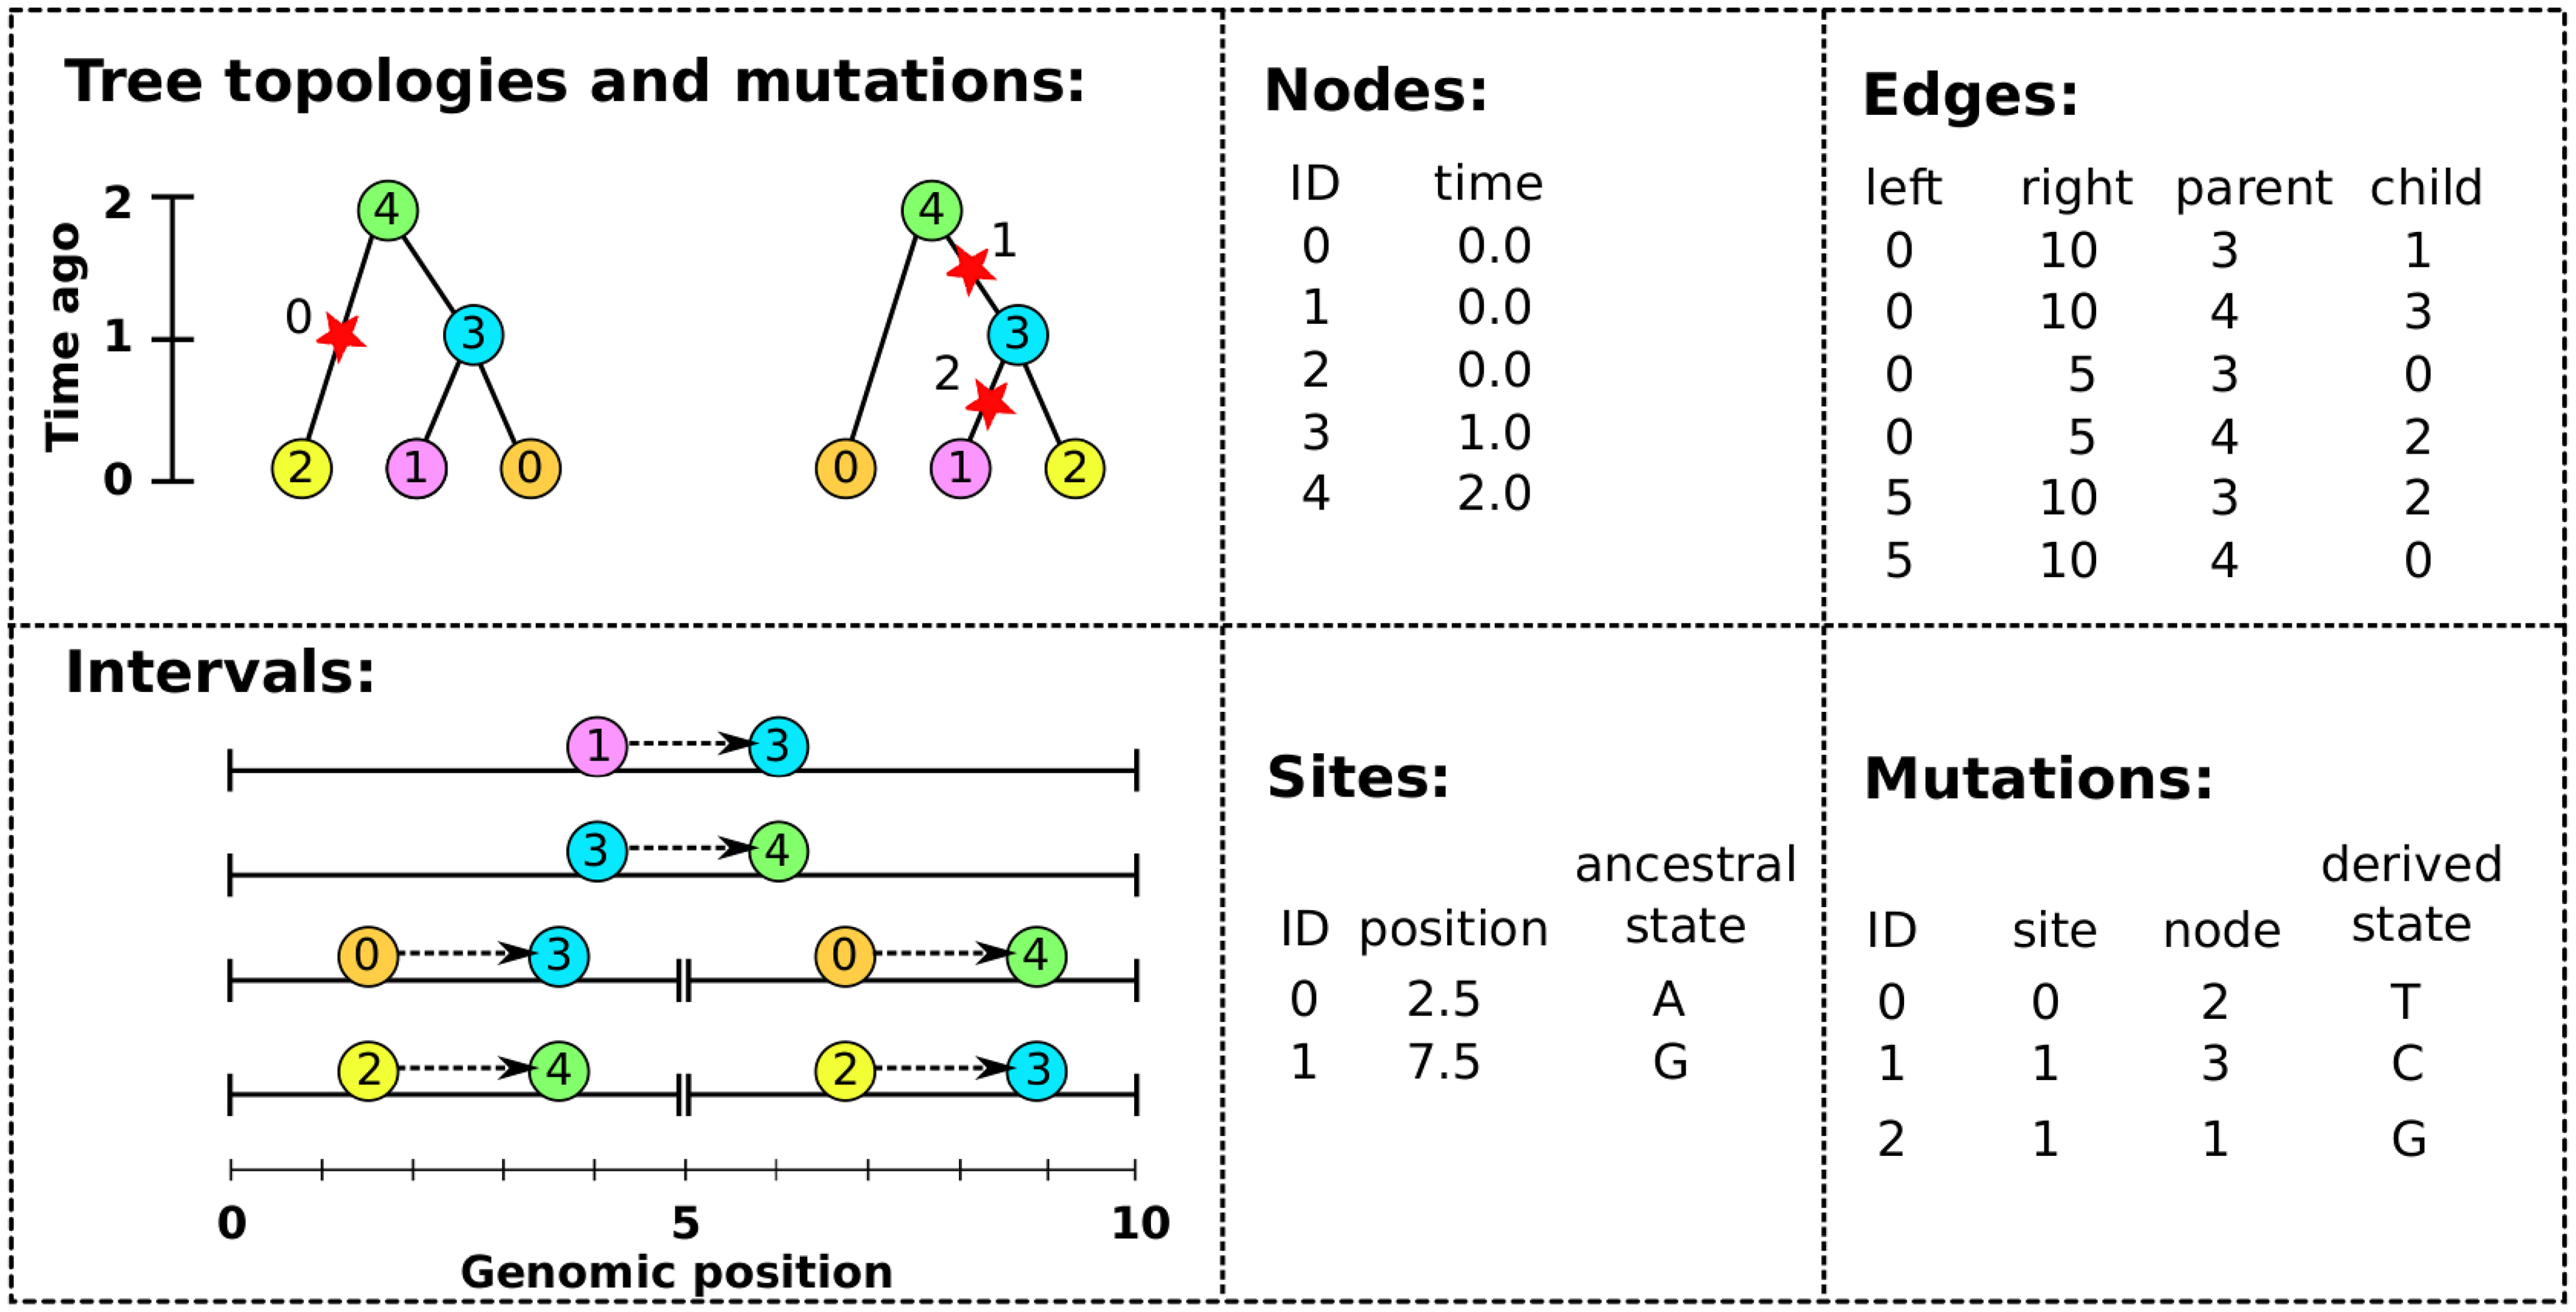 Tree topologies and mutations:
2
1
0
Time ago
4
0
3
2 1 0
4
1
3
2
0 1 2
Nodes:
ID time
0 0.0
1 0.0
2 0.0
3 1.0
4 2.0
Edges:
left right parent child
0 10 3 1
0 10 4 3
0 5 3 0
0 5 4 2
5 10 3 2
5 10 4 0
Intervals:
1 3
3 4
0 3 0 4
2 4 2 3
0 5 10
Genomic position
Sites:
ancestral
ID position state
0 2.5 A
1 7.5 G
Mutations:
derived
ID site node state
0 0 2 T
1 1 3 C
2 1 1 G